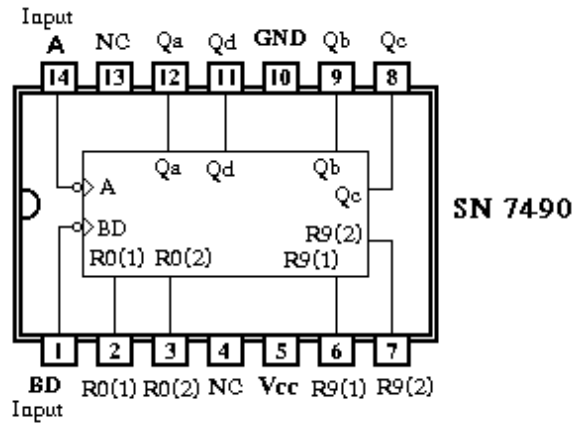 Input
A NC Qa Qd GND Qb Qc
14 13 12 11 10 9 8
Qa Qd Qb
A Qc
SN 7490
BD R9(2)
R0(1) R0(2) R9(1)
1 2 3 4 5 6 7
BD R0(1) R0(2) NC Vcc R9(1) R9(2)
Input